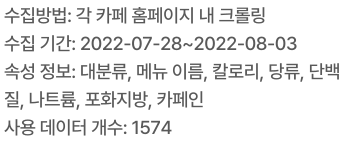 수집방법: 각 카페 홈페이지 내 크롤링
수집 기간: 2022-07-28~2022-08-03
속성 정보: 대분류, 메뉴 이름, 칼로리, 당류, 단백
질, 나트륨, 포화지방, 카페인
사용 데이터 개수: 1574